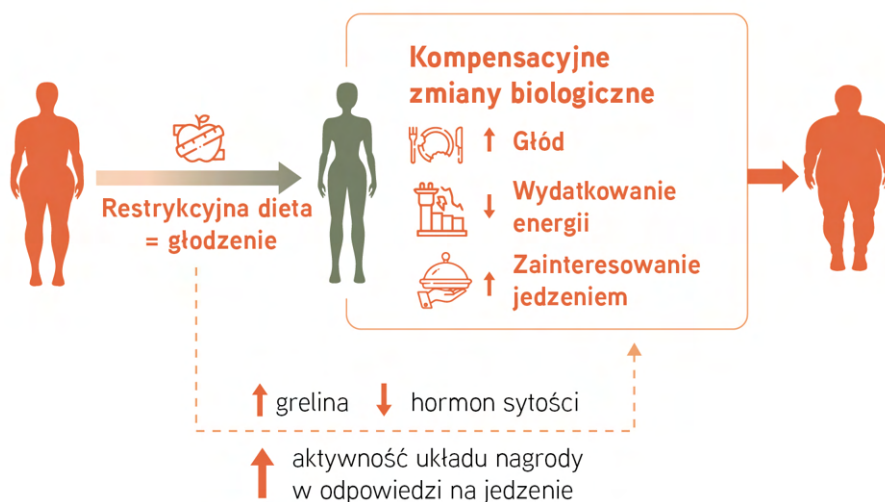 Kompensacyjne
zmiany biologiczne
↑ Głód
↓ Wydatkowanie
energii
↑ Zainteresowanie
jedzeniem
Restrykcyjna dieta
= głodzenie
↑ grelina ↓ hormon sytości
↑ aktywność układu nagrody
w odpowiedzi na jedzenie